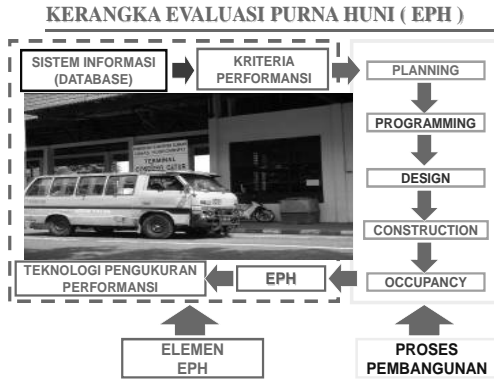 KERANGKA EVALUASI PURNA HUNI ( EPH )
SISTEM INFORMASI
(DATABASE)
KRITERIA
PERFORMANSI
PLANNING
PROGRAMMING
DESIGN
CONSTRUCTION
OCCUPANCY
TERMINAL
TEKNOLOGI PENGUKURAN
PERFORMANSI
EPH
ELEMEN
EPH
PROSES
PEMBANGUNAN